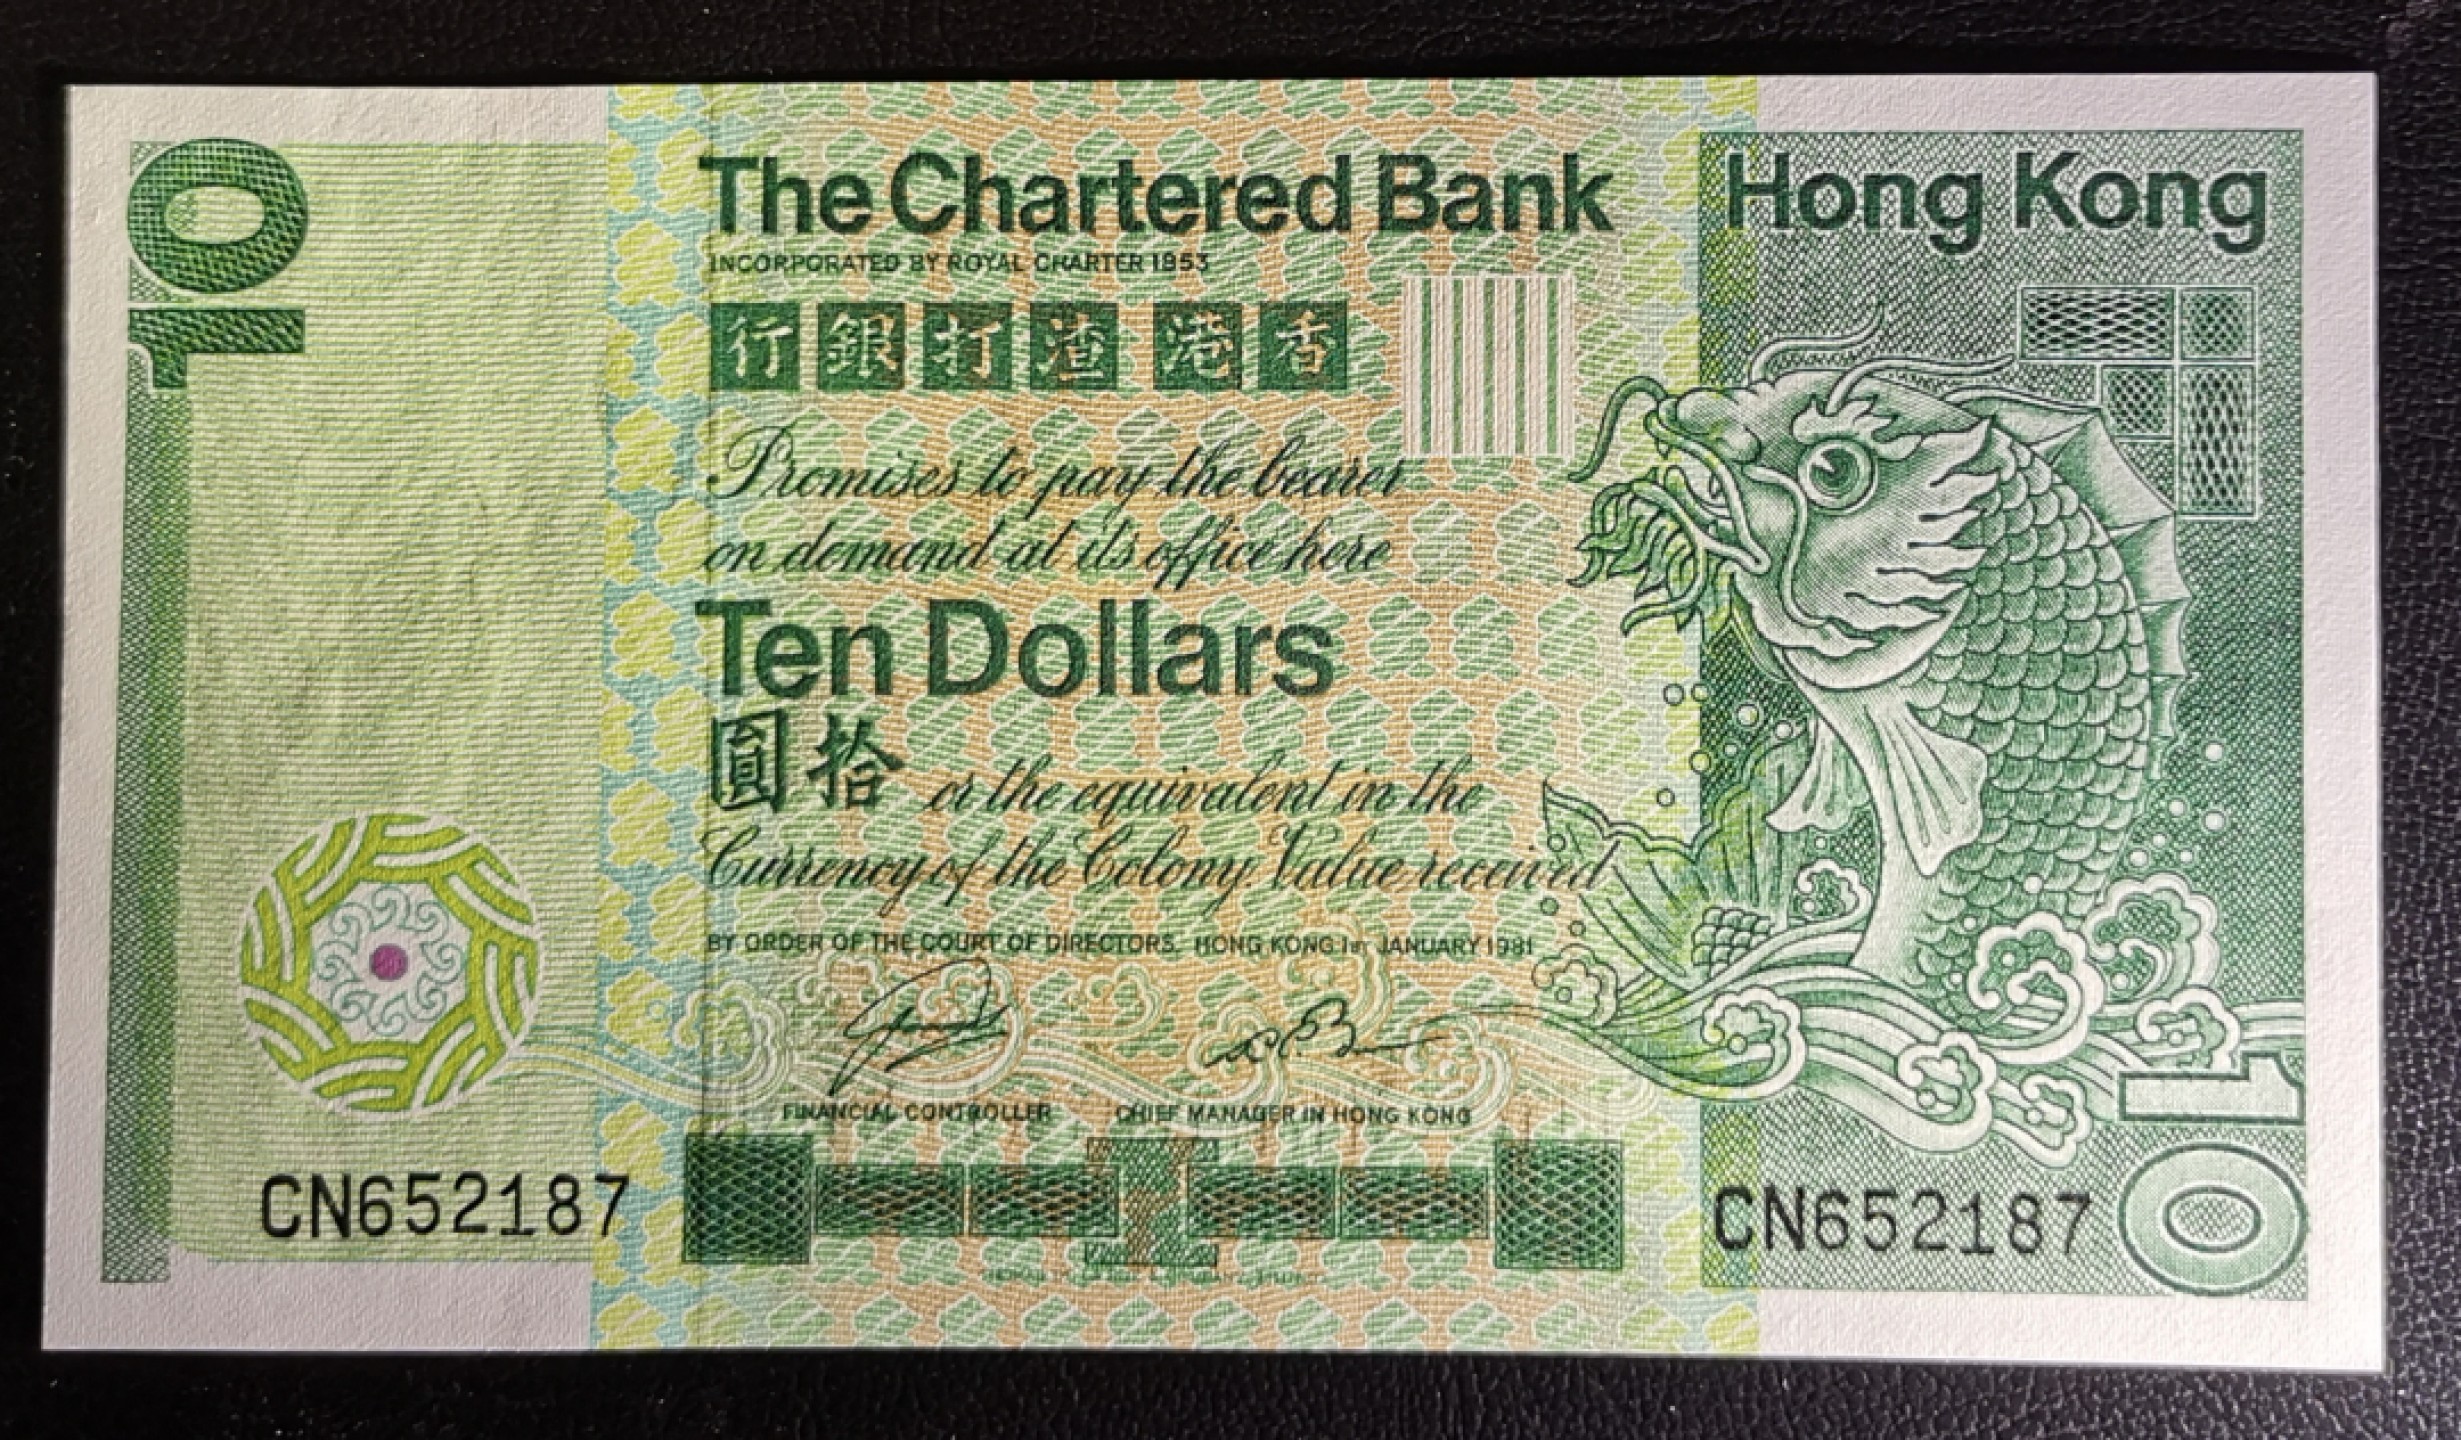 10
The Chartered Bank Hong Kong
INCORPORATED BY ROYAL CHARTER 1853
行銀打渣 港香
Promises to pay the bearer
on demand at its office here
Ten Dollars
圓拾 or the equivalent in the
Currency of the Colony Value received
BY ORDER OF THE COURT OF DIRECTORS, HONG KONG 1ST JANUARY 1981
FINANCIAL CONTROLLER CHIEF MANAGER IN HONG KONG
10
CN652187 CN652187